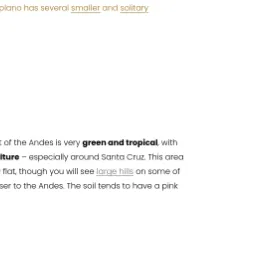 plano has several smaller and solitary
t of the Andes is very green and tropical, with
lture – especially around Santa Cruz. This area
flat, though you will see large hills on some of
ser to the Andes. The soil tends to have a pink